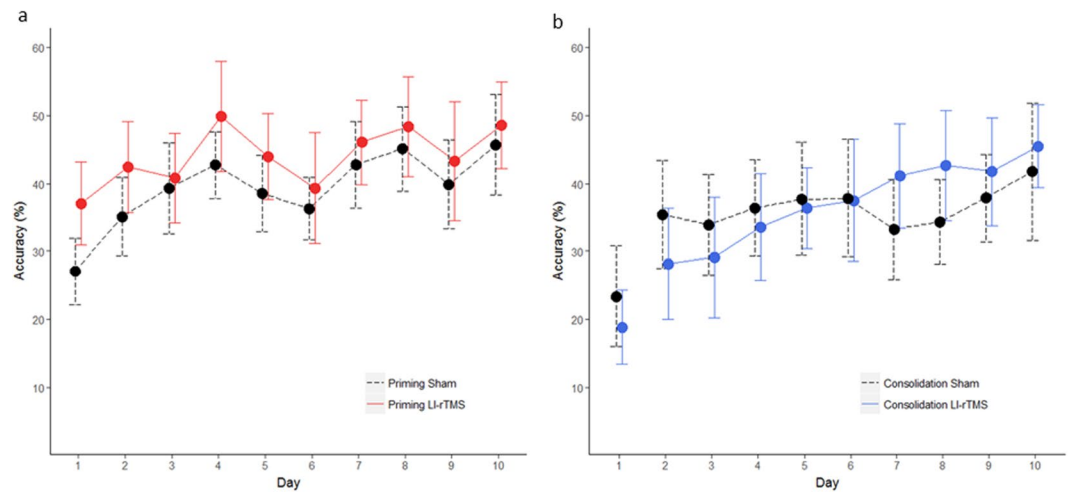 a
60
50
40
30
20
10
Accuracy (%)
Priming Sham
Priming LI-rTMS
1 2 3 4 5 6 7 8 9 10
Day
b
60
50
40
30
20
10
Accuracy (%)
Consolidation Sham
Consolidation LI-rTMS
1 2 3 4 5 6 7 8 9 10
Day